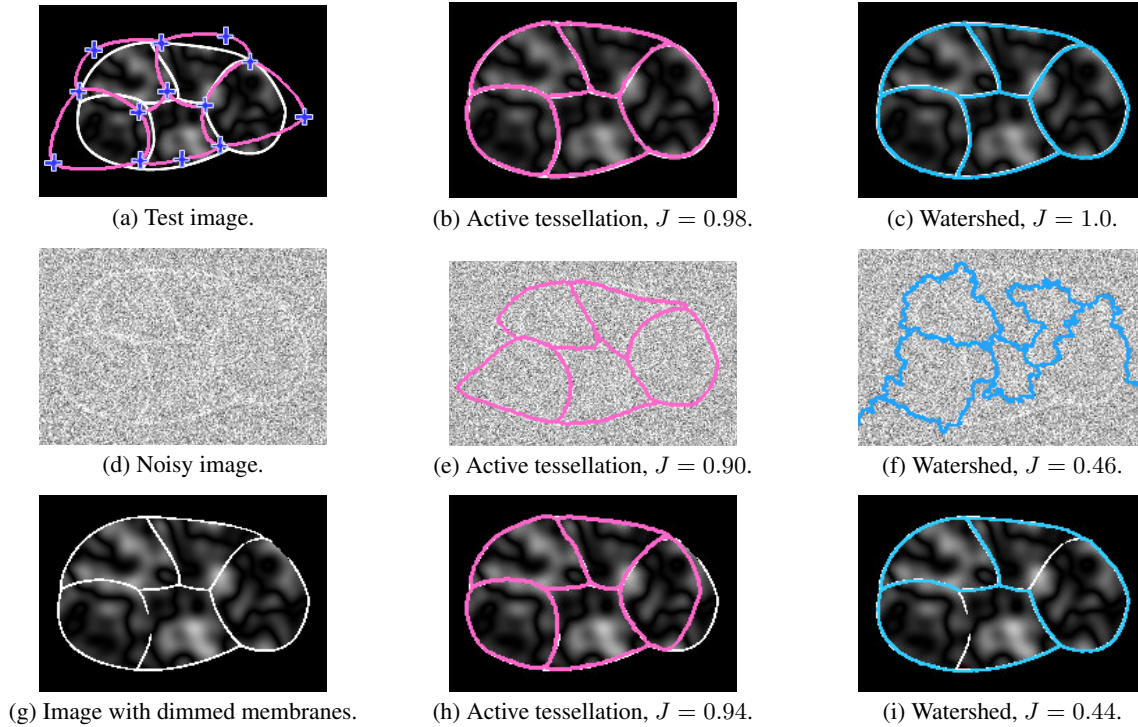 (a) Test image.
(b) Active tessellation, J = 0.98.
(c) Watershed, J = 1.0.
(d) Noisy image.
(e) Active tessellation, J = 0.90.
(f) Watershed, J = 0.46.
(g) Image with dimmed membranes.
(h) Active tessellation, J = 0.94.
(i) Watershed, J = 0.44.